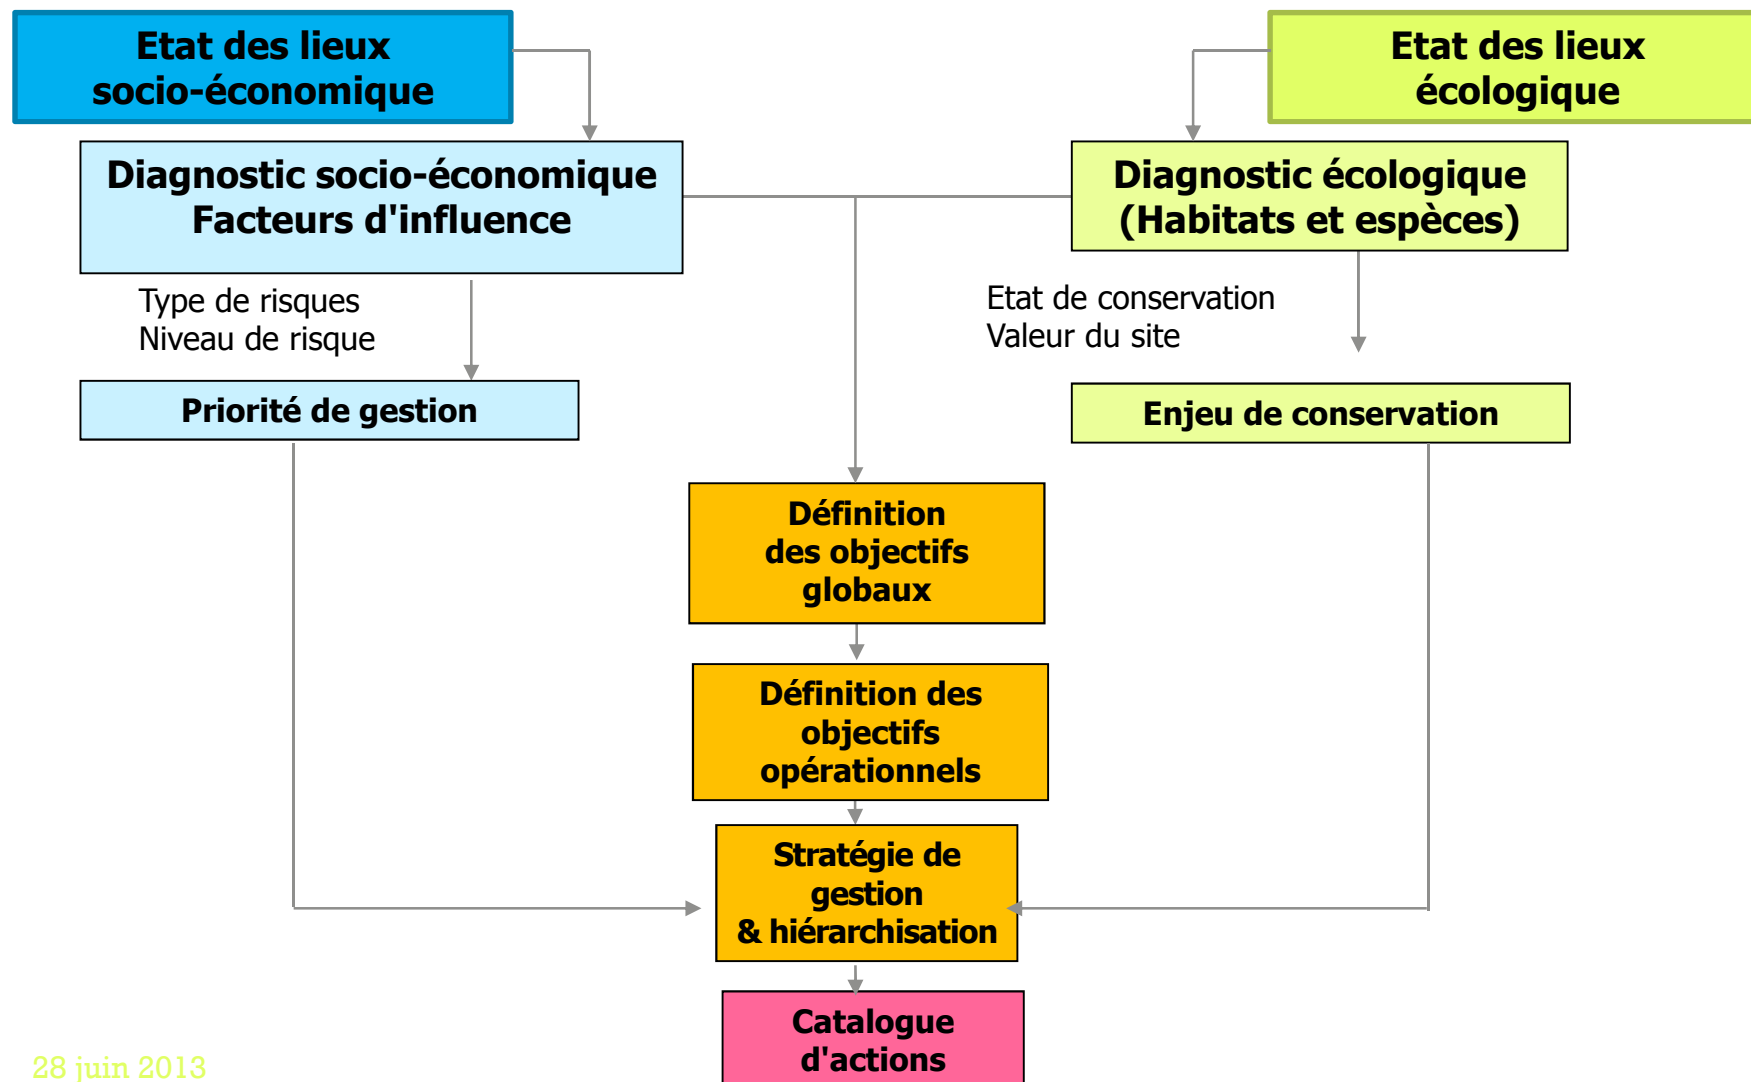 Etat des lieux
socio-économique
Etat des lieux
écologique
Diagnostic socio-économique
Facteurs d'influence
Diagnostic écologique
(Habitats et espèces)
Type de risques
Niveau de risque
Etat de conservation
Valeur du site
Priorité de gestion
Enjeu de conservation
Définition
des objectifs
globaux
Définition des
objectifs
opérationnels
Stratégie de
gestion
& hiérarchisation
Catalogue
d'actions
28 juin 2013